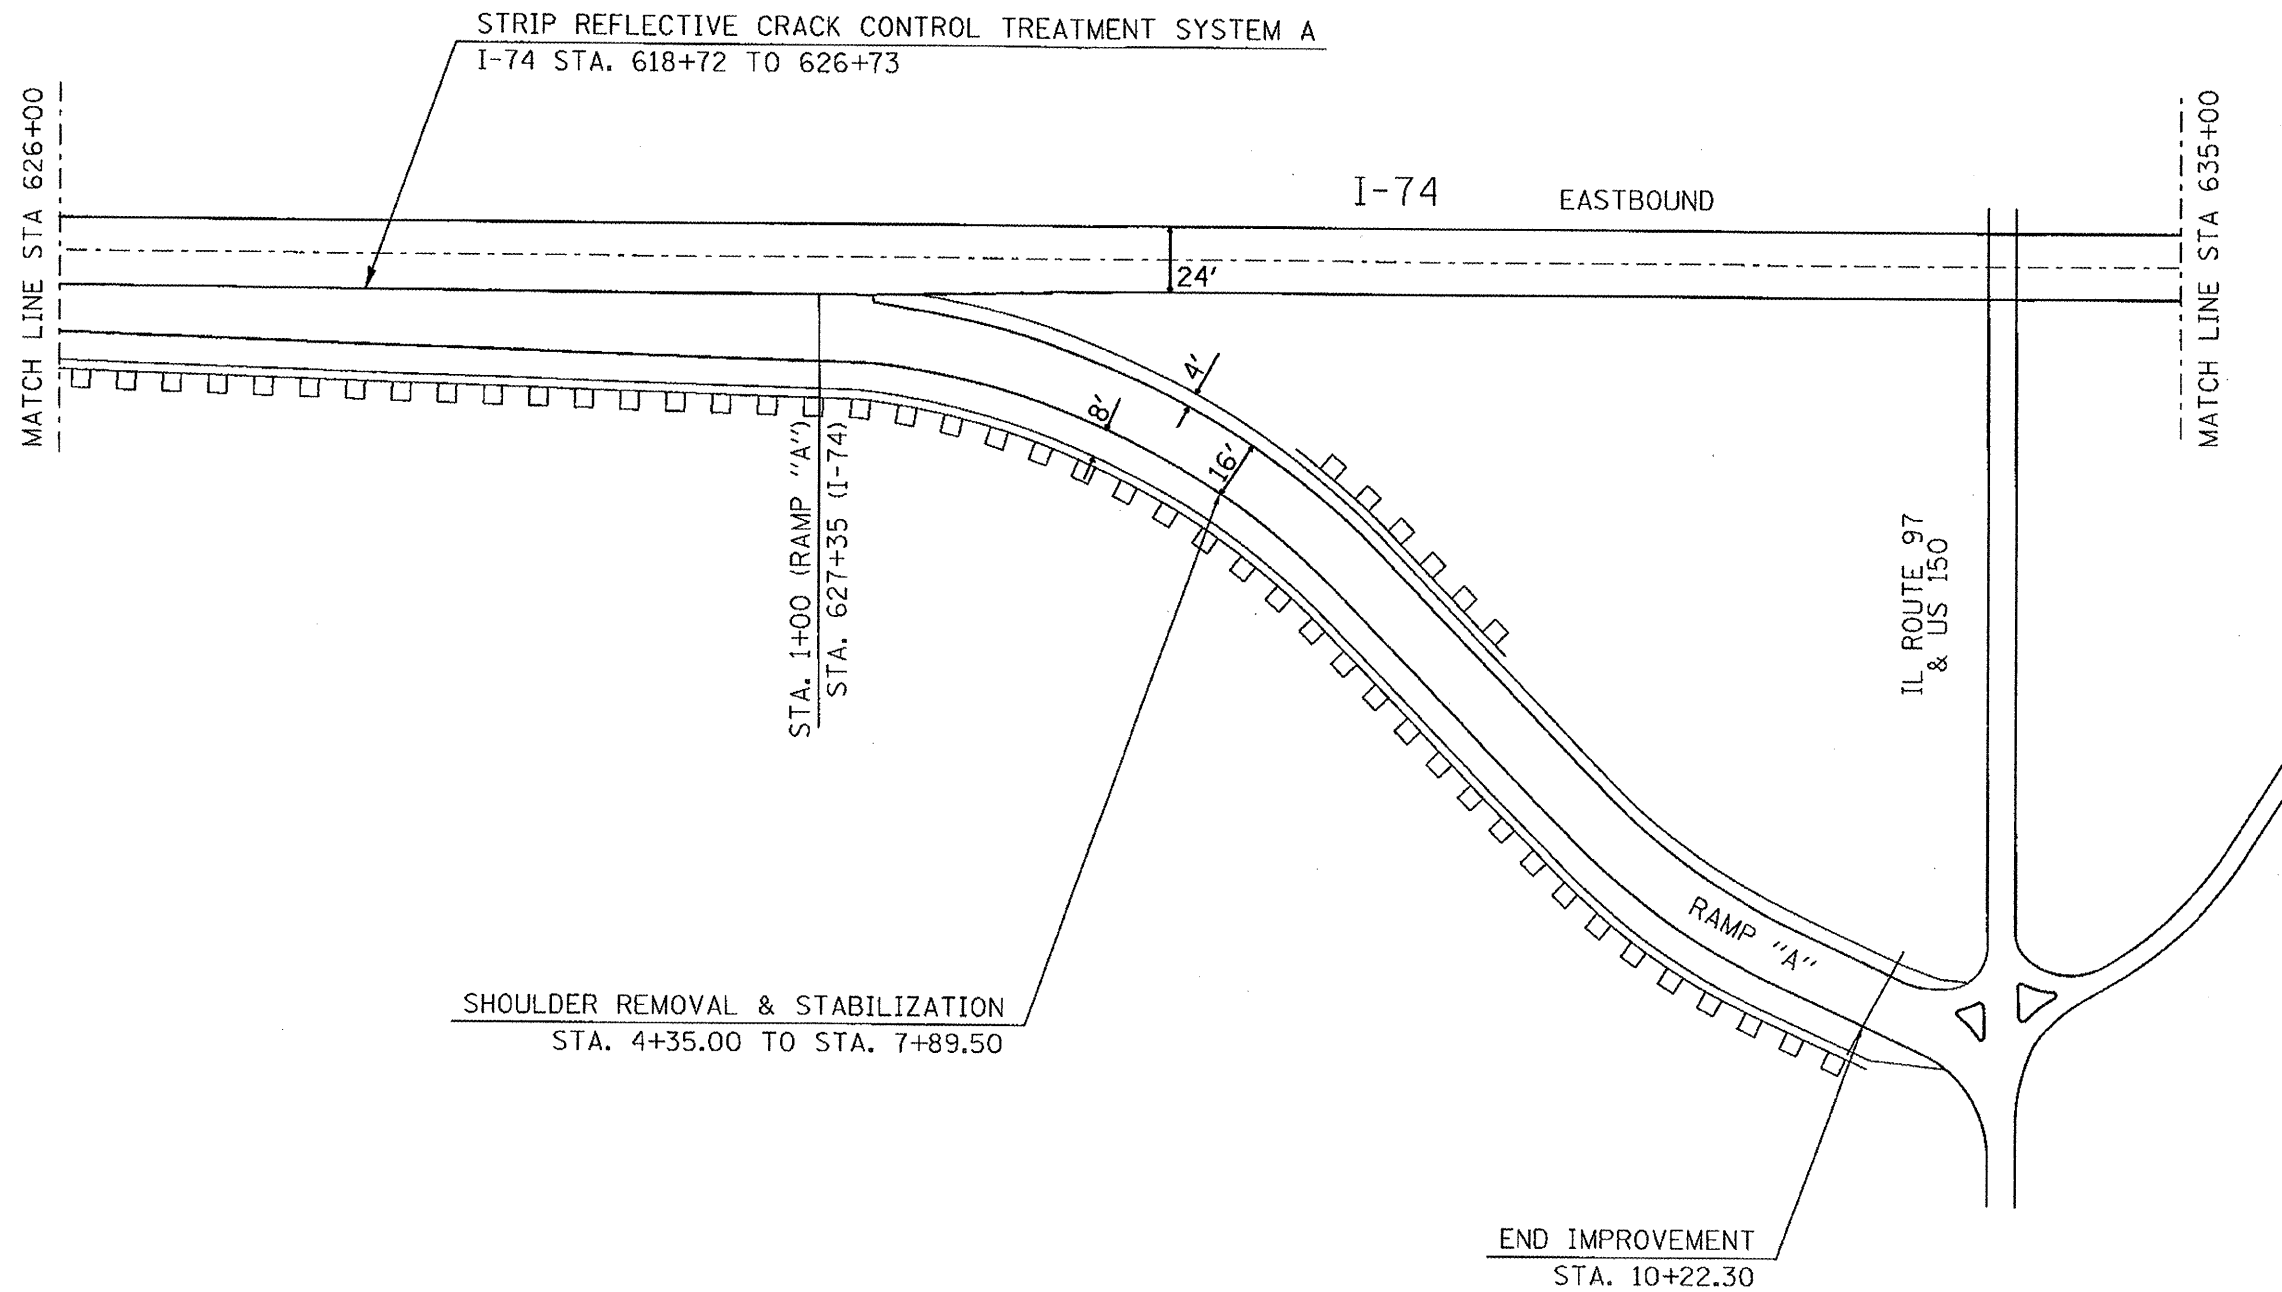 STRIP REFLECTIVE CRACK CONTROL TREATMENT SYSTEM A
I-74 STA. 618+72 TO 626+73
MATCH LINE STA 626+00
MATCH LINE STA 635+00
I-74 EASTBOUND
24'
4'
8'
16'
STA. 1+00 (RAMP "A")
STA. 627+35 (I-74)
IL ROUTE 97
& US 150
RAMP "A"
SHOULDER REMOVAL & STABILIZATION
STA. 4+35.00 TO STA. 7+89.50
END IMPROVEMENT
STA. 10+22.30